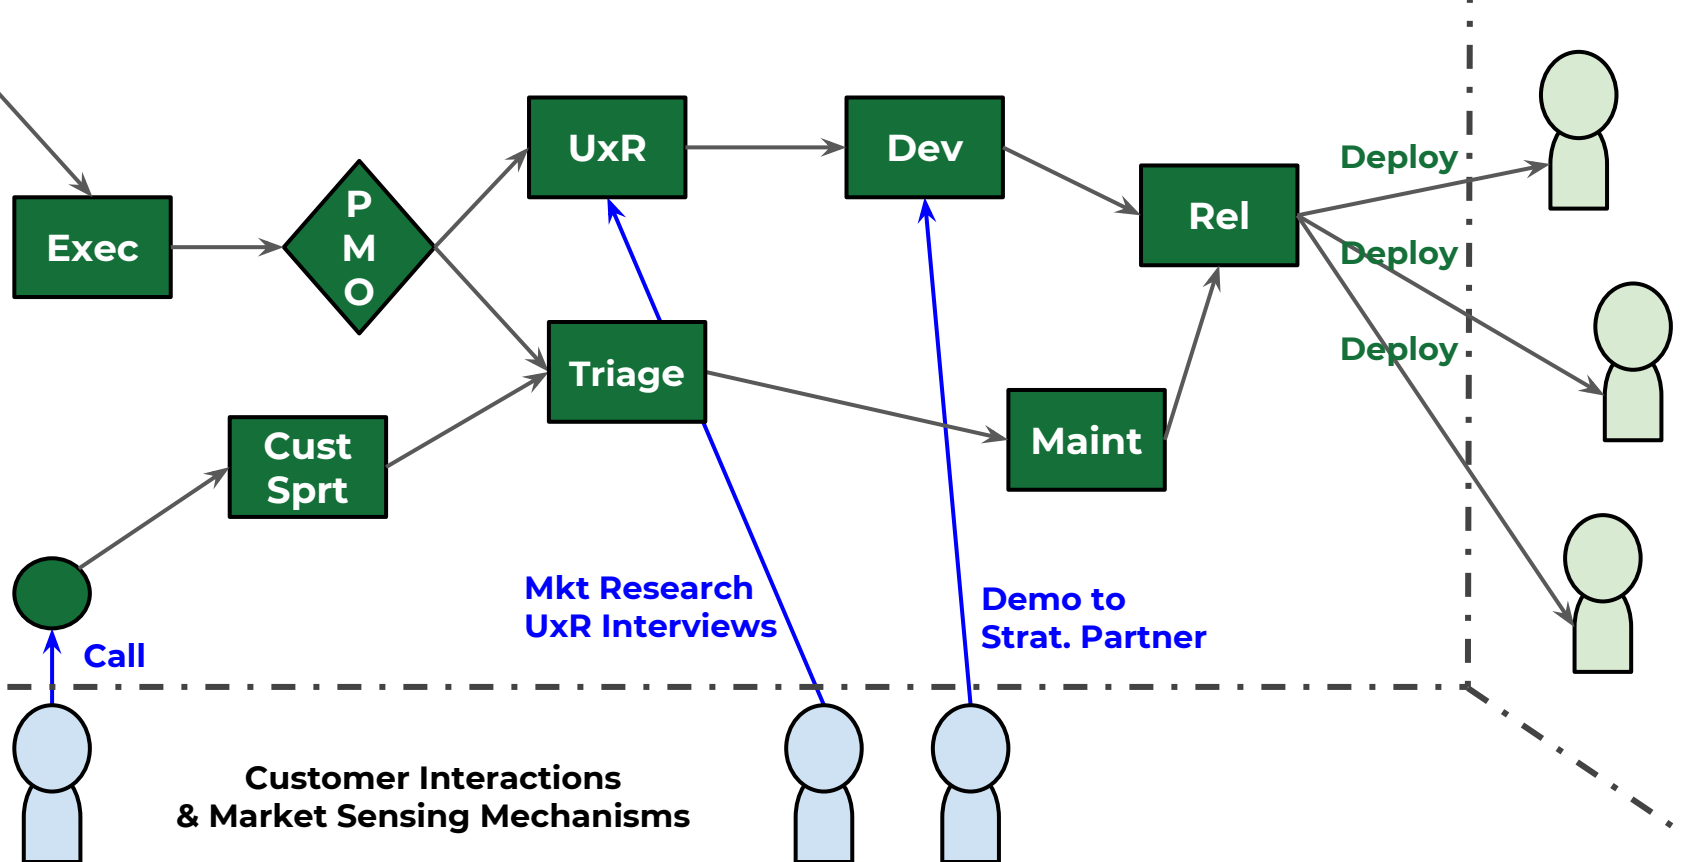 UxR
Dev
Deploy
P
M
O
Exec
Rel
Deploy
Triage
Deploy
Cust
Sprt
Maint
Mkt Research
UxR Interviews
Demo to
Strat. Partner
Call
Customer Interactions
& Market Sensing Mechanisms